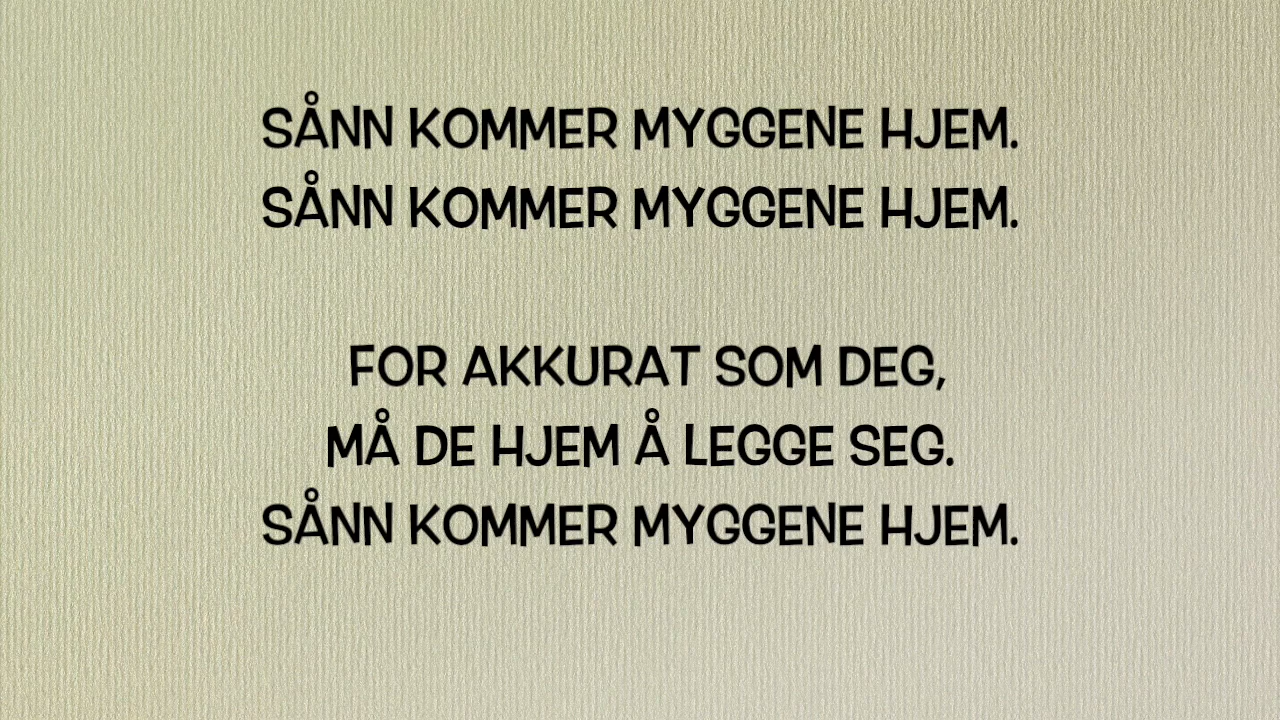 SÅNN KOMMER MYGGENE HJEM.
SÅNN KOMMER MYGGENE HJEM.
FOR AKKURAT SOM DEG,
MÅ DE HJEM Å LEGGE SEG.
SÅNN KOMMER MYGGENE HJEM.